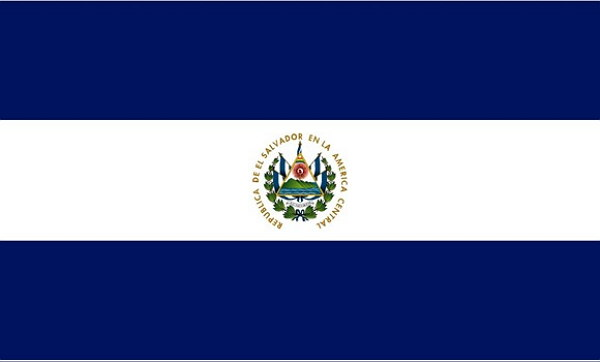 REPUBLICA DE EL SALVADOR EN LA AMERICA CENTRAL